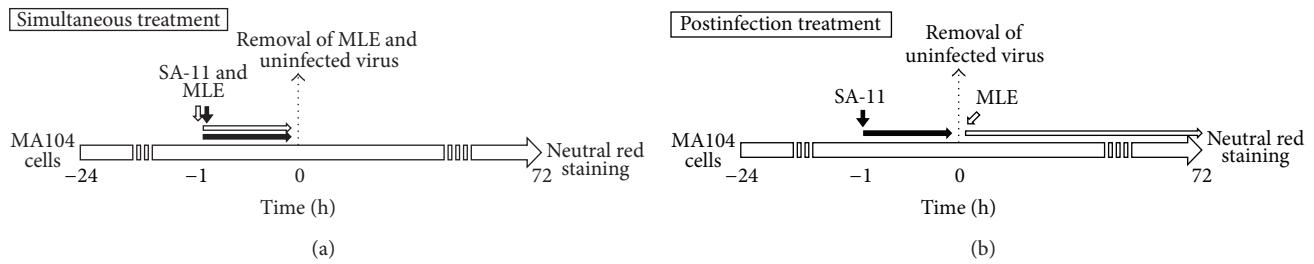 Simultaneous treatment
Removal of MLE and
uninfected virus
SA-11 and
MLE
MA104
cells
Neutral red
staining
−24
−1
0
72
Time (h)
(a)
Postinfection treatment
Removal of
uninfected virus
SA-11
MLE
MA104
cells
Neutral red
staining
−24
−1
0
72
Time (h)
(b)